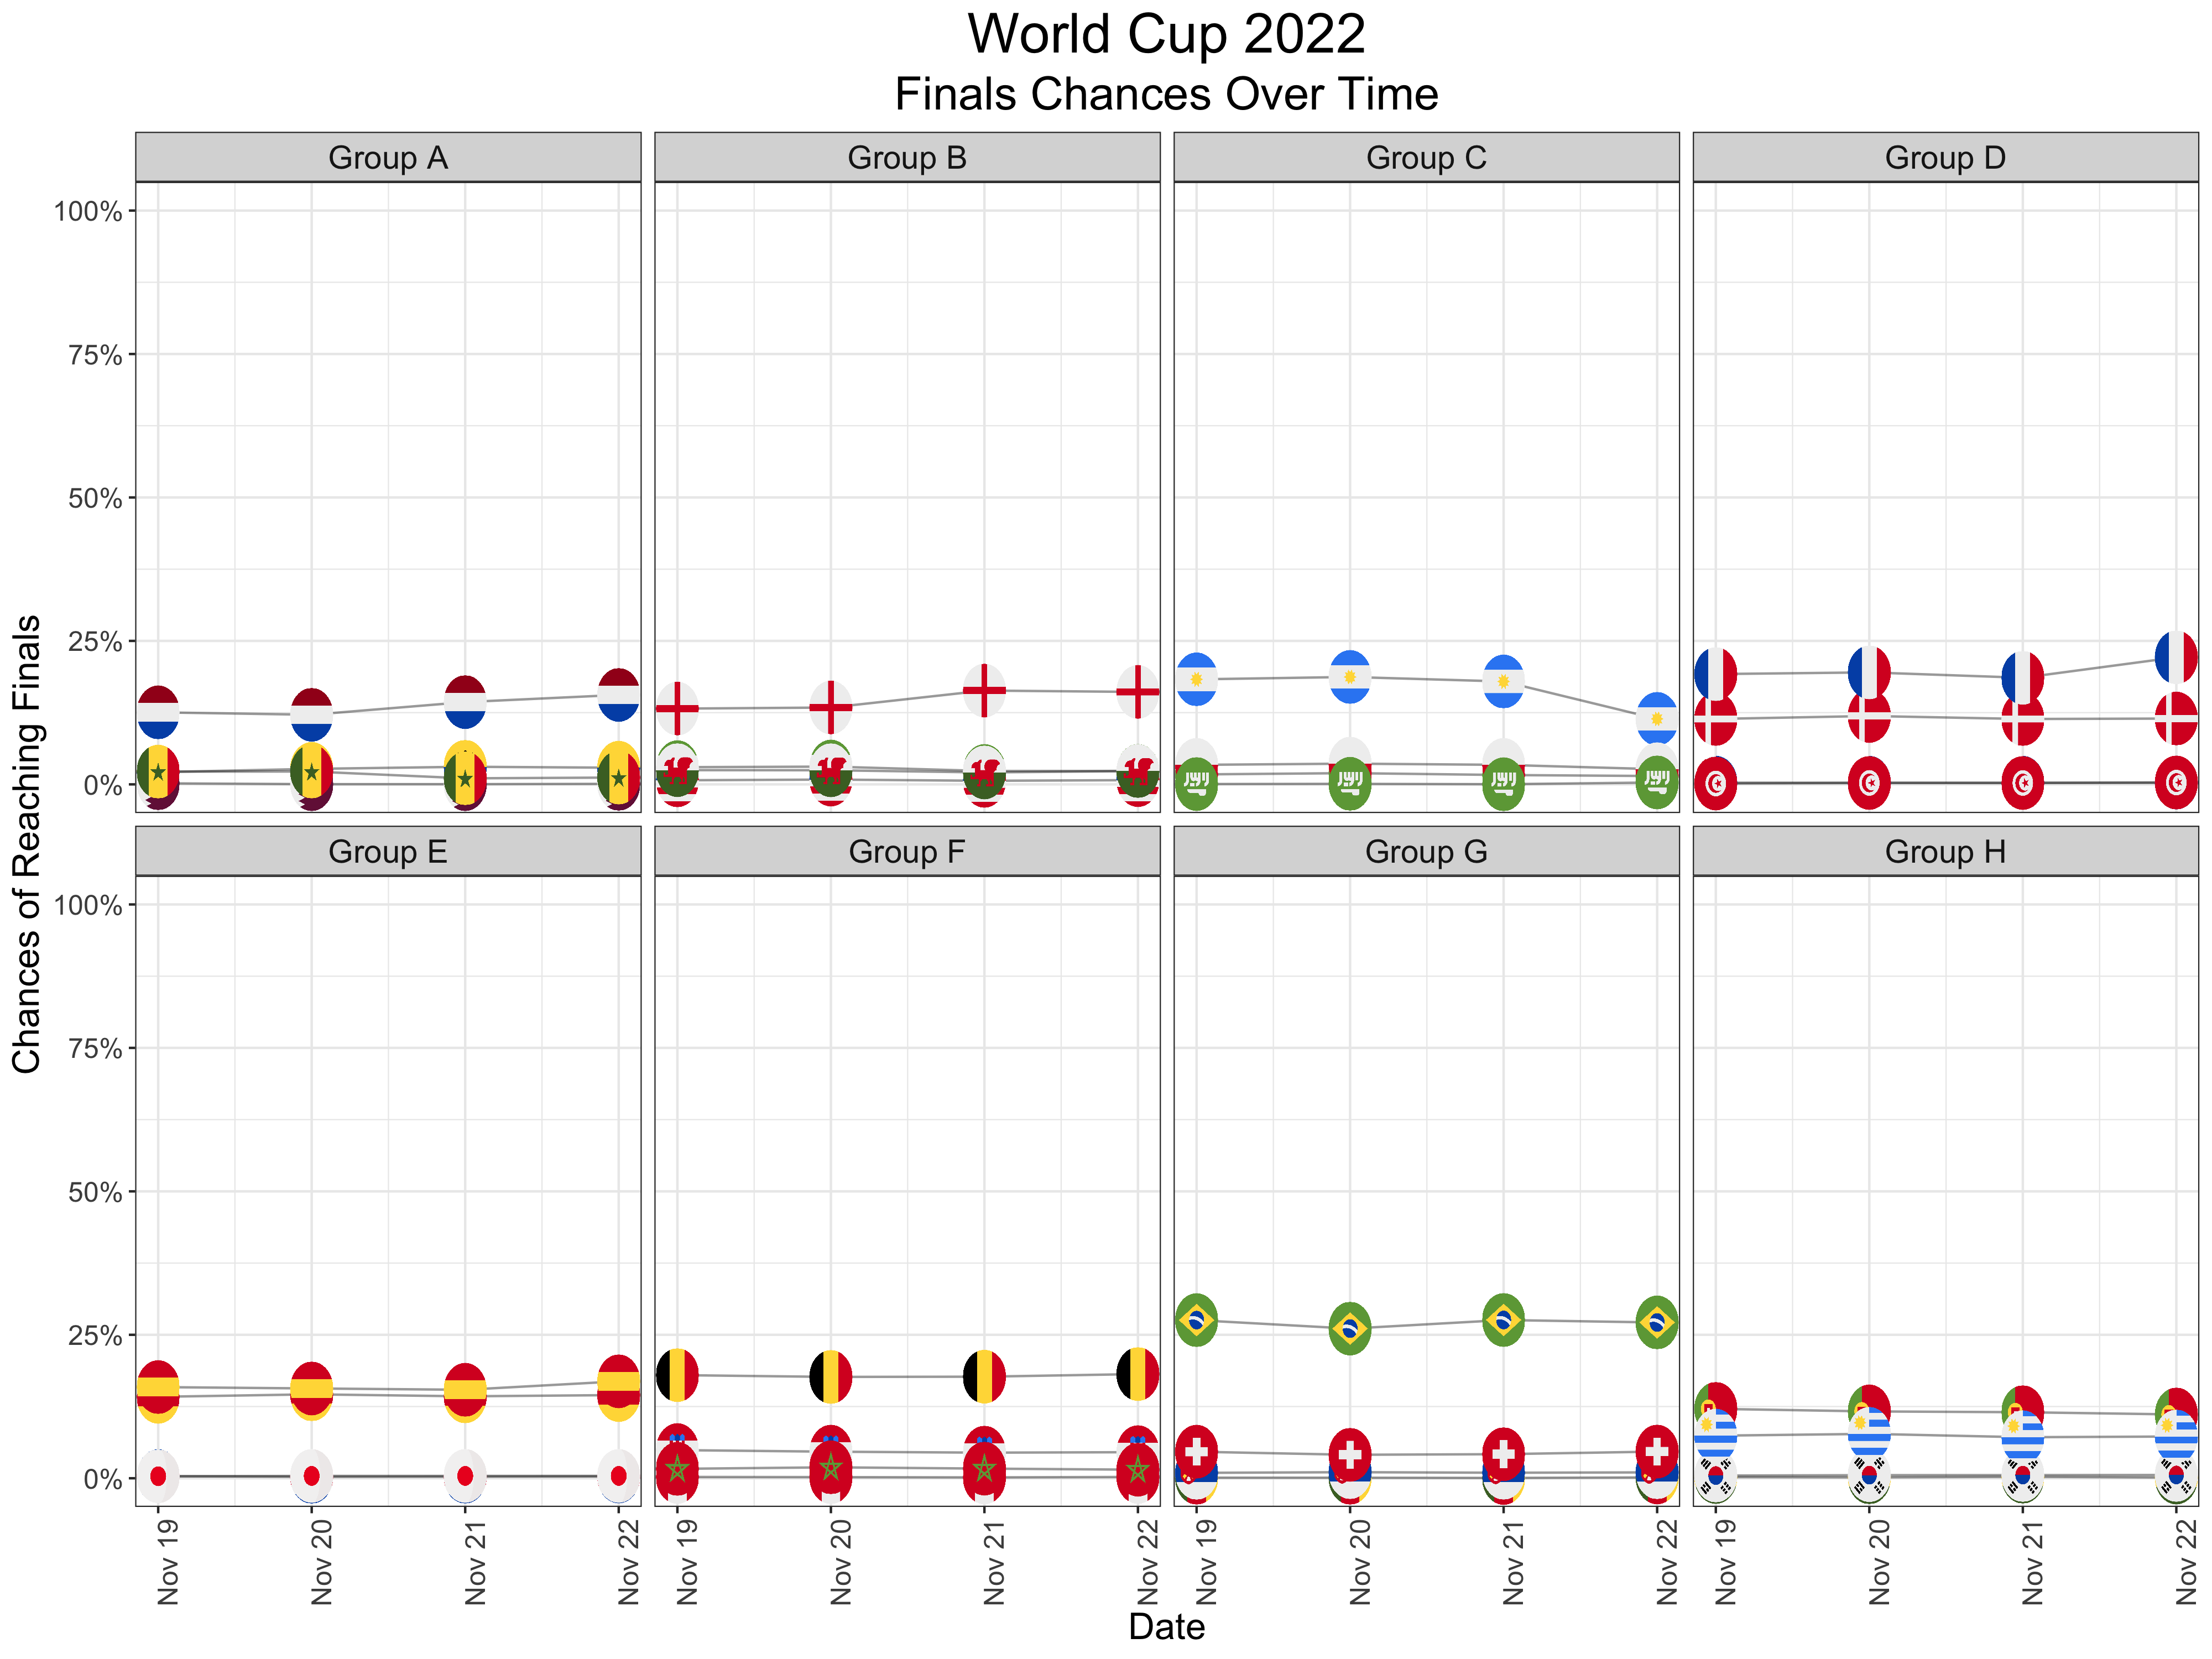 World Cup 2022
Finals Chances Over Time
Group A
Group B
Group C
Group D
100%
75%
50%
25%
0%
Group E
Group F
Group G
Group H
100%
75%
50%
25%
0%
Chances of Reaching Finals
Nov 19
Nov 20
Nov 21
Nov 22
Nov 19
Nov 20
Nov 21
Nov 22
Nov 19
Nov 20
Nov 21
Nov 22
Nov 19
Nov 20
Nov 21
Nov 22
Date